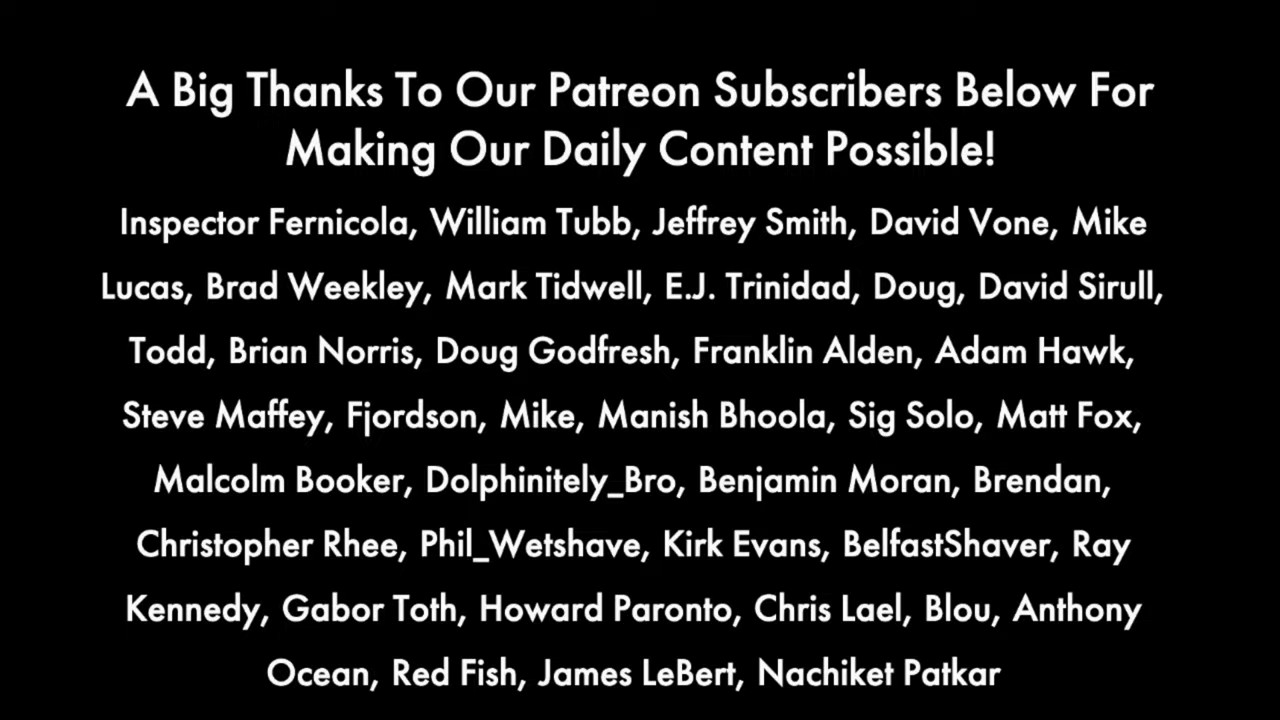 A Big Thanks To Our Patreon Subscribers Below For
Making Our Daily Content Possible!
Inspector Fernicola, William Tubb, Jeffrey Smith, David Vone, Mike
Lucas, Brad Weekley, Mark Tidwell, E.J. Trinidad, Doug, David Sirull,
Todd, Brian Norris, Doug Godfresh, Franklin Alden, Adam Hawk,
Steve Maffey, Fjordson, Mike, Manish Bhoola, Sig Solo, Matt Fox,
Malcolm Booker, Dolphinitely_Bro, Benjamin Moran, Brendan,
Christopher Rhee, Phil_Wetshave, Kirk Evans, BelfastShaver, Ray
Kennedy, Gabor Toth, Howard Paronto, Chris Lael, Blou, Anthony
Ocean, Red Fish, James LeBert, Nachiket Patkar